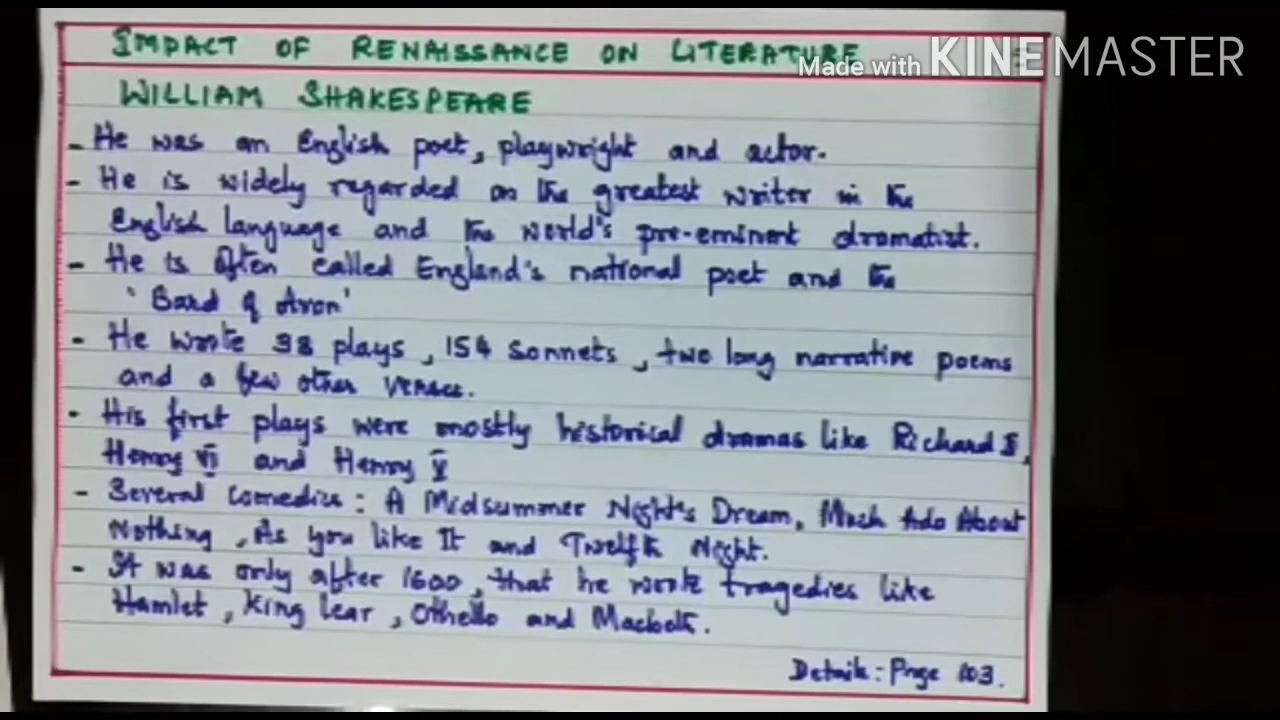 IMPACT OF RENAISSANCE ON LITERATURE
Made with KINEMASTER
WILLIAM SHAKESPEARE
- He was an English poet, playwright and actor.
- He is widely regarded as the greatest writer in the
English language and the world's pre-eminent dramatist.
- He is often called England's national poet and the
'Bard of Avon'
- He wrote 38 plays, 154 sonnets, two long narrative poems
and a few other verses.
- His first plays were mostly historical dramas like Richard II,
Henry VI and Henry V
- Several comedies: A Midsummer Night's Dream, Much Ado About
Nothing, As you like It and Twelfth Night.
- It was only after 1600, that he wrote tragedies like
Hamlet, King Lear, Othello and Macbeth.
Details: Page 103.